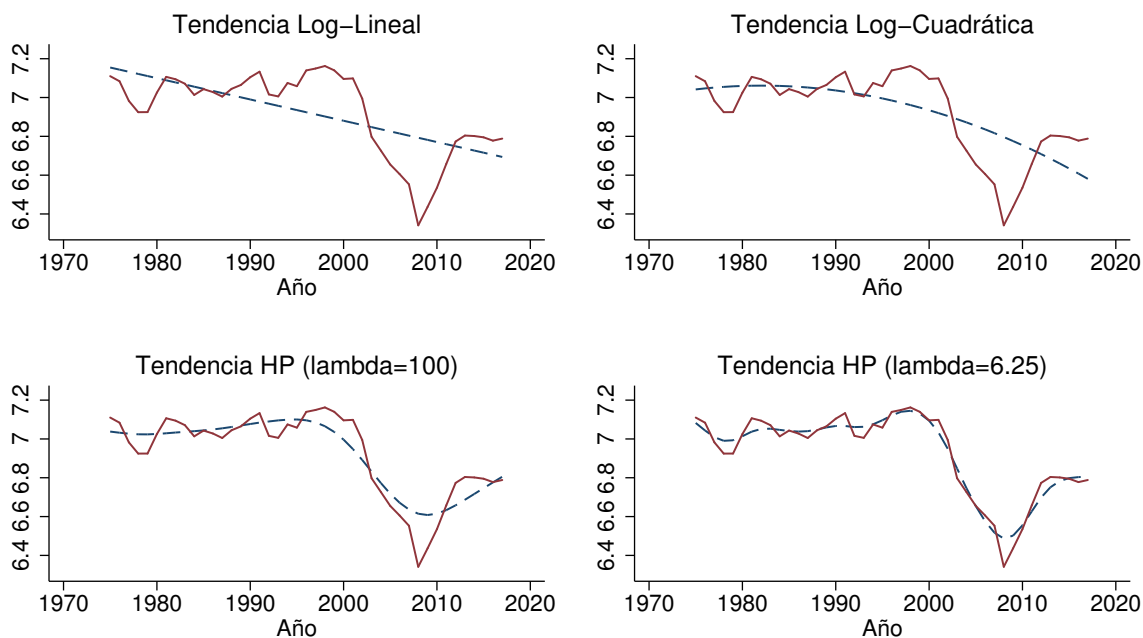 Tendencia Log−Lineal
7.2
7
6.8
6.6
6.4
1970 1980 1990 2000 2010 2020
Año
Tendencia Log−Cuadrática
7.2
7
6.8
6.6
6.4
1970 1980 1990 2000 2010 2020
Año
Tendencia HP (lambda=100)
7.2
7
6.8
6.6
6.4
1970 1980 1990 2000 2010 2020
Año
Tendencia HP (lambda=6.25)
7.2
7
6.8
6.6
6.4
1970 1980 1990 2000 2010 2020
Año